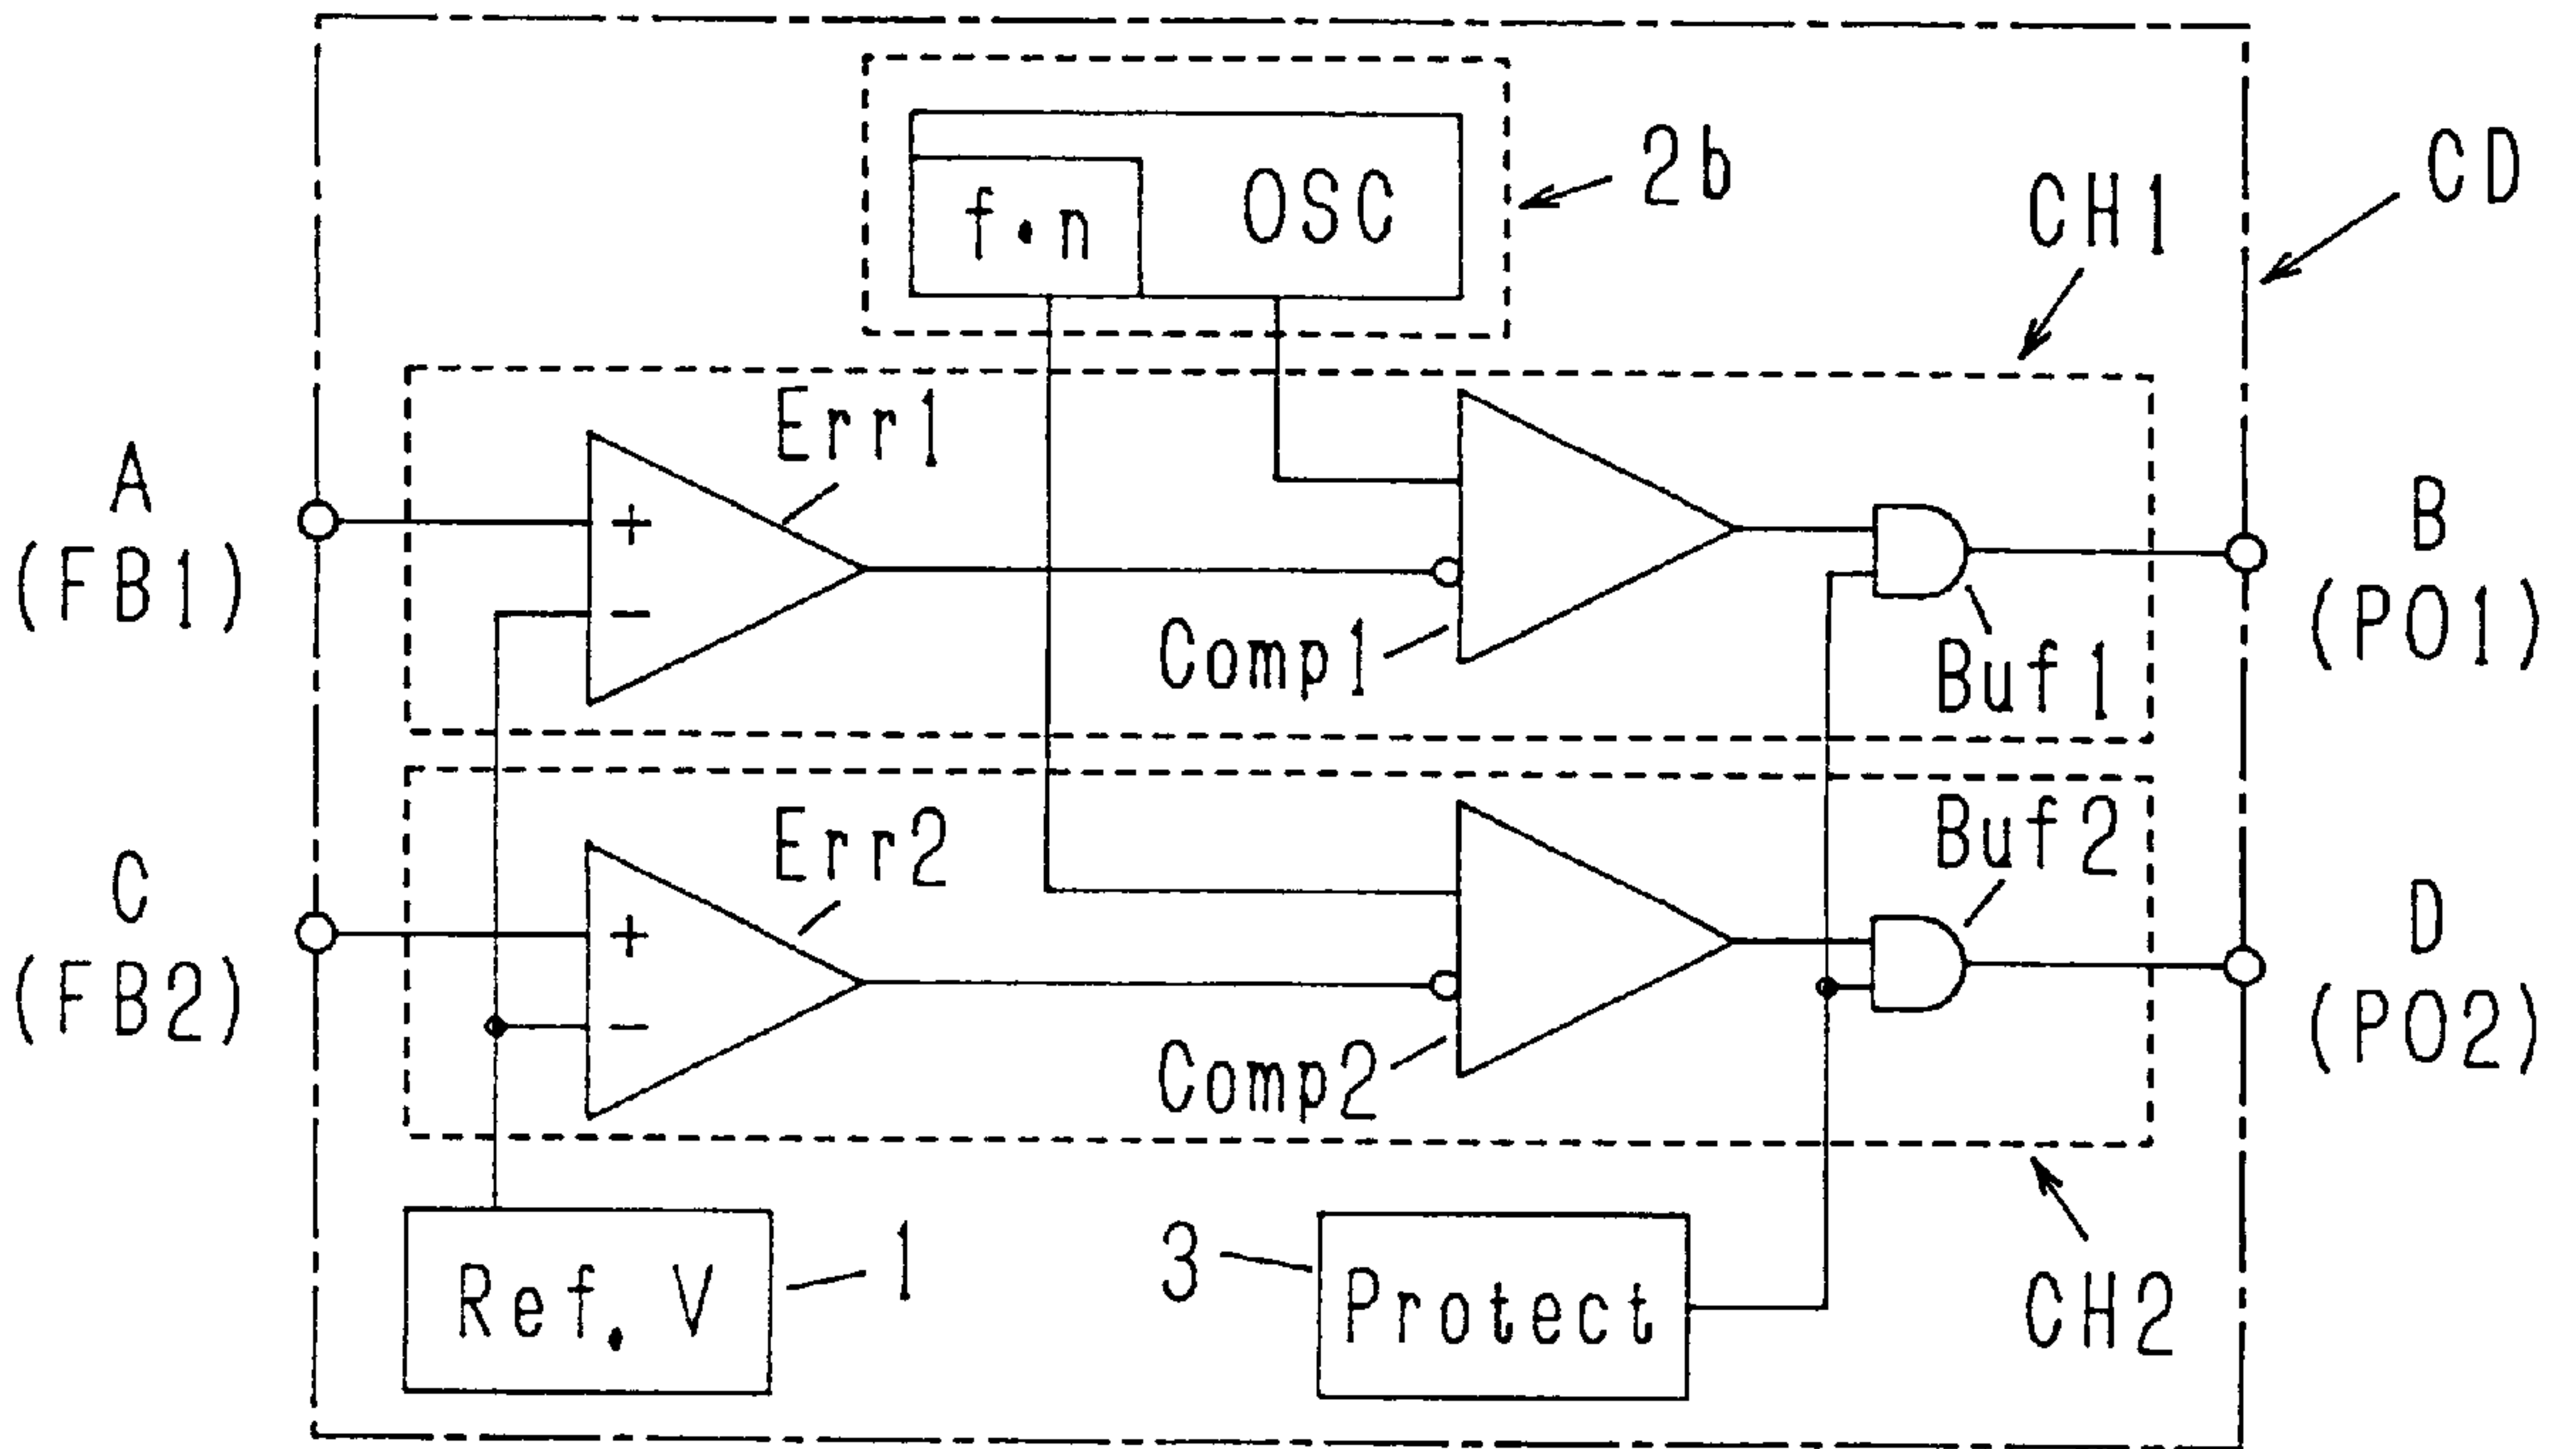 2b
CD
f·n
OSC
CH1
Err1
A
(FB1)
+
−
Comp1
Buf1
B
(PO1)
Err2
Buf2
C
(FB2)
+
−
Comp2
D
(PO2)
Ref. V
1
3
Protect
CH2